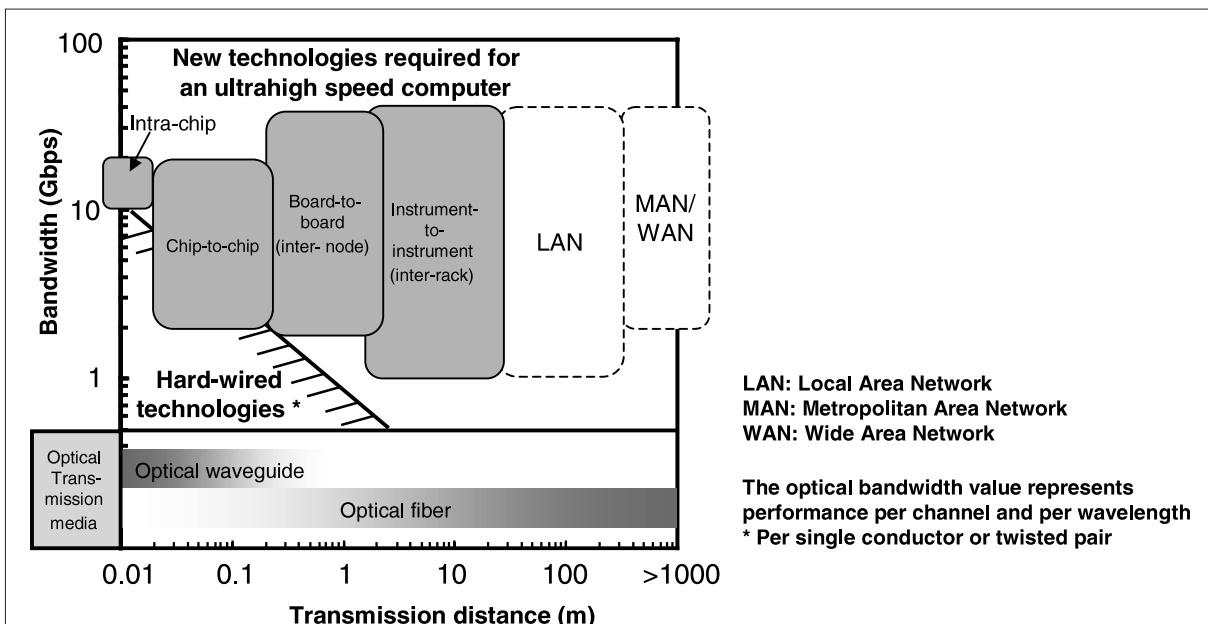 100
New technologies required for
an ultrahigh speed computer
Intra-chip
Bandwidth (Gbps)
10
1
Chip-to-chip
Board-to-
board
(inter- node)
Instrument-
to-
instrument
(inter-rack)
LAN
MAN/
WAN
Hard-wired
technologies *
LAN: Local Area Network
MAN: Metropolitan Area Network
WAN: Wide Area Network
The optical bandwidth value represents
performance per channel and per wavelength
* Per single conductor or twisted pair
Optical
Trans-
mission
media
Optical waveguide
Optical fiber
0.01 0.1 1 10 100 >1000
Transmission distance (m)